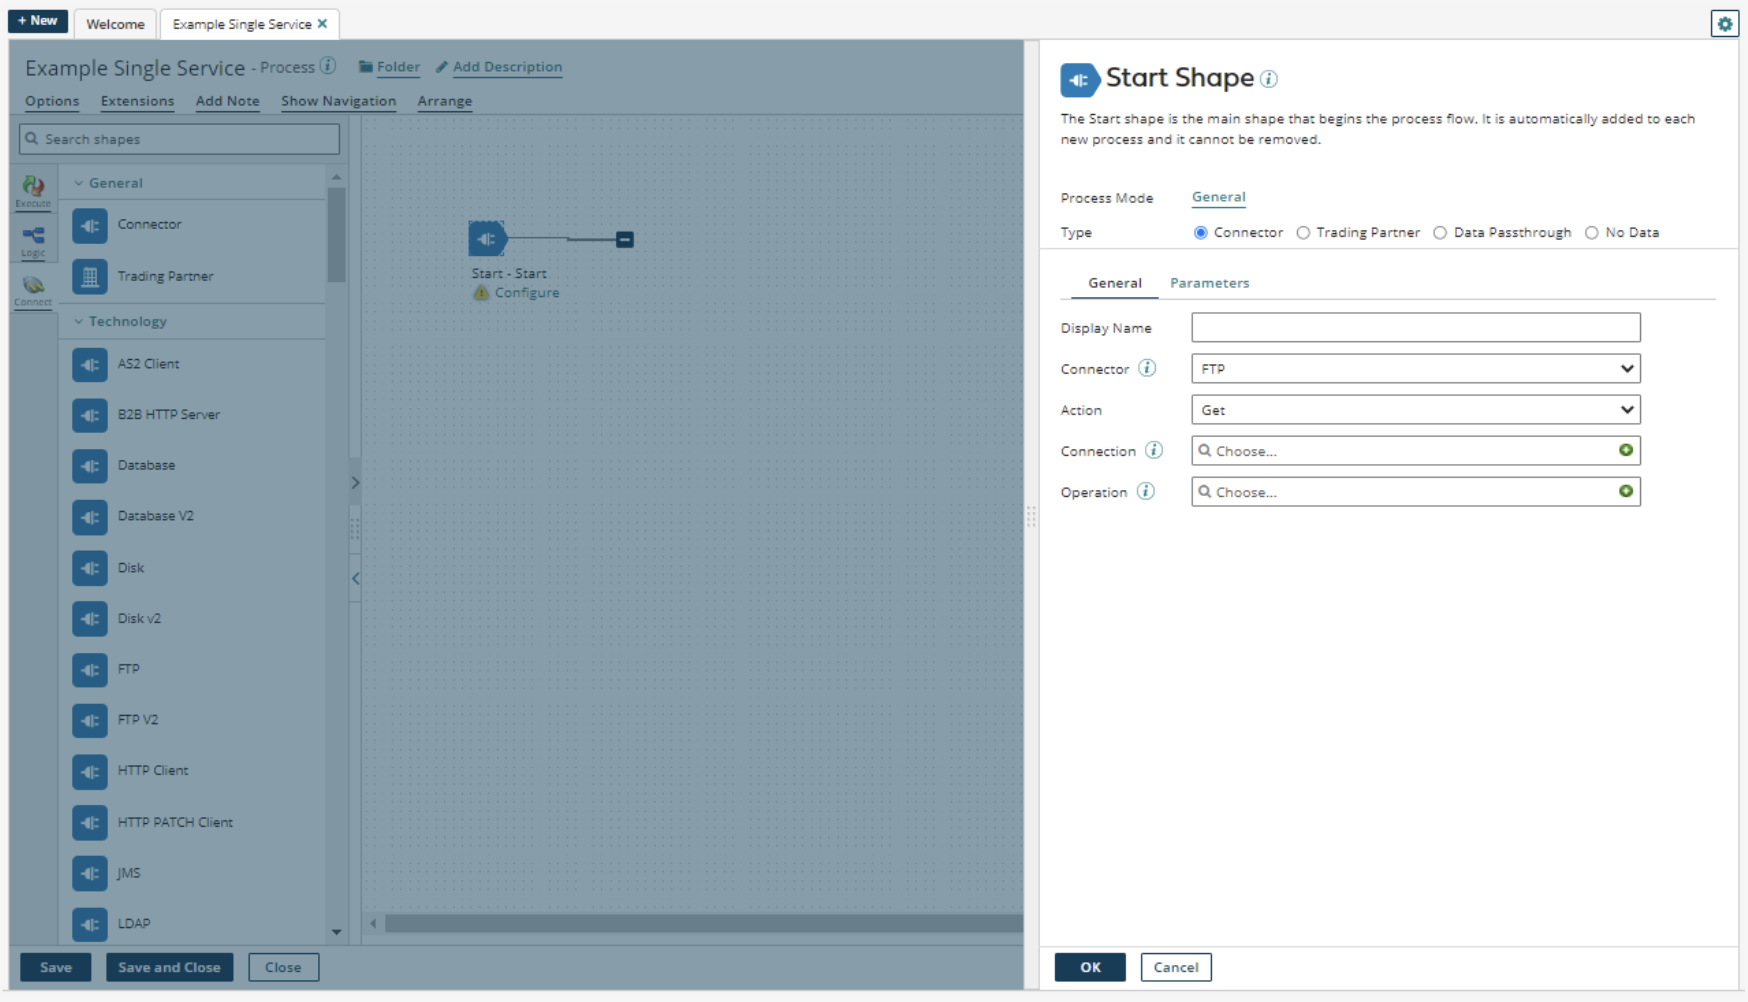 + New
Welcome
Example Single Service
Example Single Service - Process
Folder
Add Description
Options
Extensions
Add Note
Show Navigation
Arrange
Search shapes
Execute
Logic
Connect
General
Connector
Trading Partner
Technology
AS2 Client
B2B HTTP Server
Database
Database V2
Disk
Disk v2
FTP
FTP V2
HTTP Client
HTTP PATCH Client
JMS
LDAP
Start - Start
Configure
Save
Save and Close
Close
Start Shape
The Start shape is the main shape that begins the process flow. It is automatically added to each
new process and it cannot be removed.
Process Mode
General
Type
Connector
Trading Partner
Data Passthrough
No Data
General
Parameters
Display Name
Connector
FTP
Action
Get
Connection
Choose...
Operation
Choose...
OK
Cancel